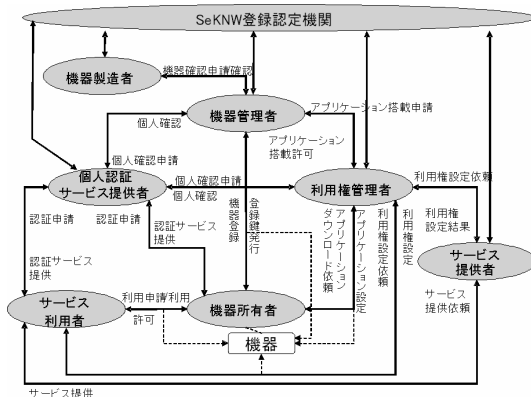 SeKNW登録認定機関
機器製造者
機器確認申請確認
機器管理者
個人確認
アプリケーション搭載申請
アプリケーション
搭載許可
個人確認申請
個人認証
サービス提供者
個人確認申請
個人確認
利用権管理者
利用権設定依頼
認証申請
認証申請
認証サービス
提供
機器登録
登録鍵発行
アプリケーション
ダウンロード依頼
アプリケーション設定
利用権設定依頼
利用権設定
利用権
設定結果
サービス
提供者
認証サービス
提供
サービス
利用者
利用申請/利用
許可
機器所有者
機器
サービス
提供依頼
サービス提供